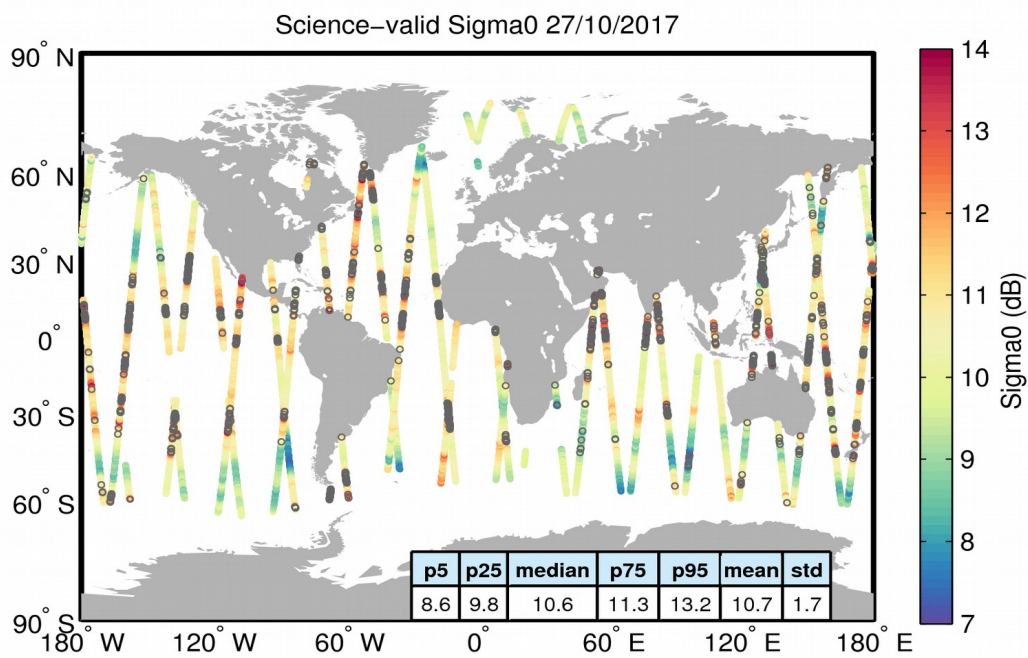 Science-valid Sigma0 27/10/2017
90° N
60° N
30° N
0°
30° S
60° S
90° S
180° W
120° W
60° W
0°
60° E
120° E
180° E
14
13
12
11
10
9
8
7
Sigma0 (dB)
p5 p25 median p75 p95 mean std
8.6 9.8 10.6 11.3 13.2 10.7 1.7